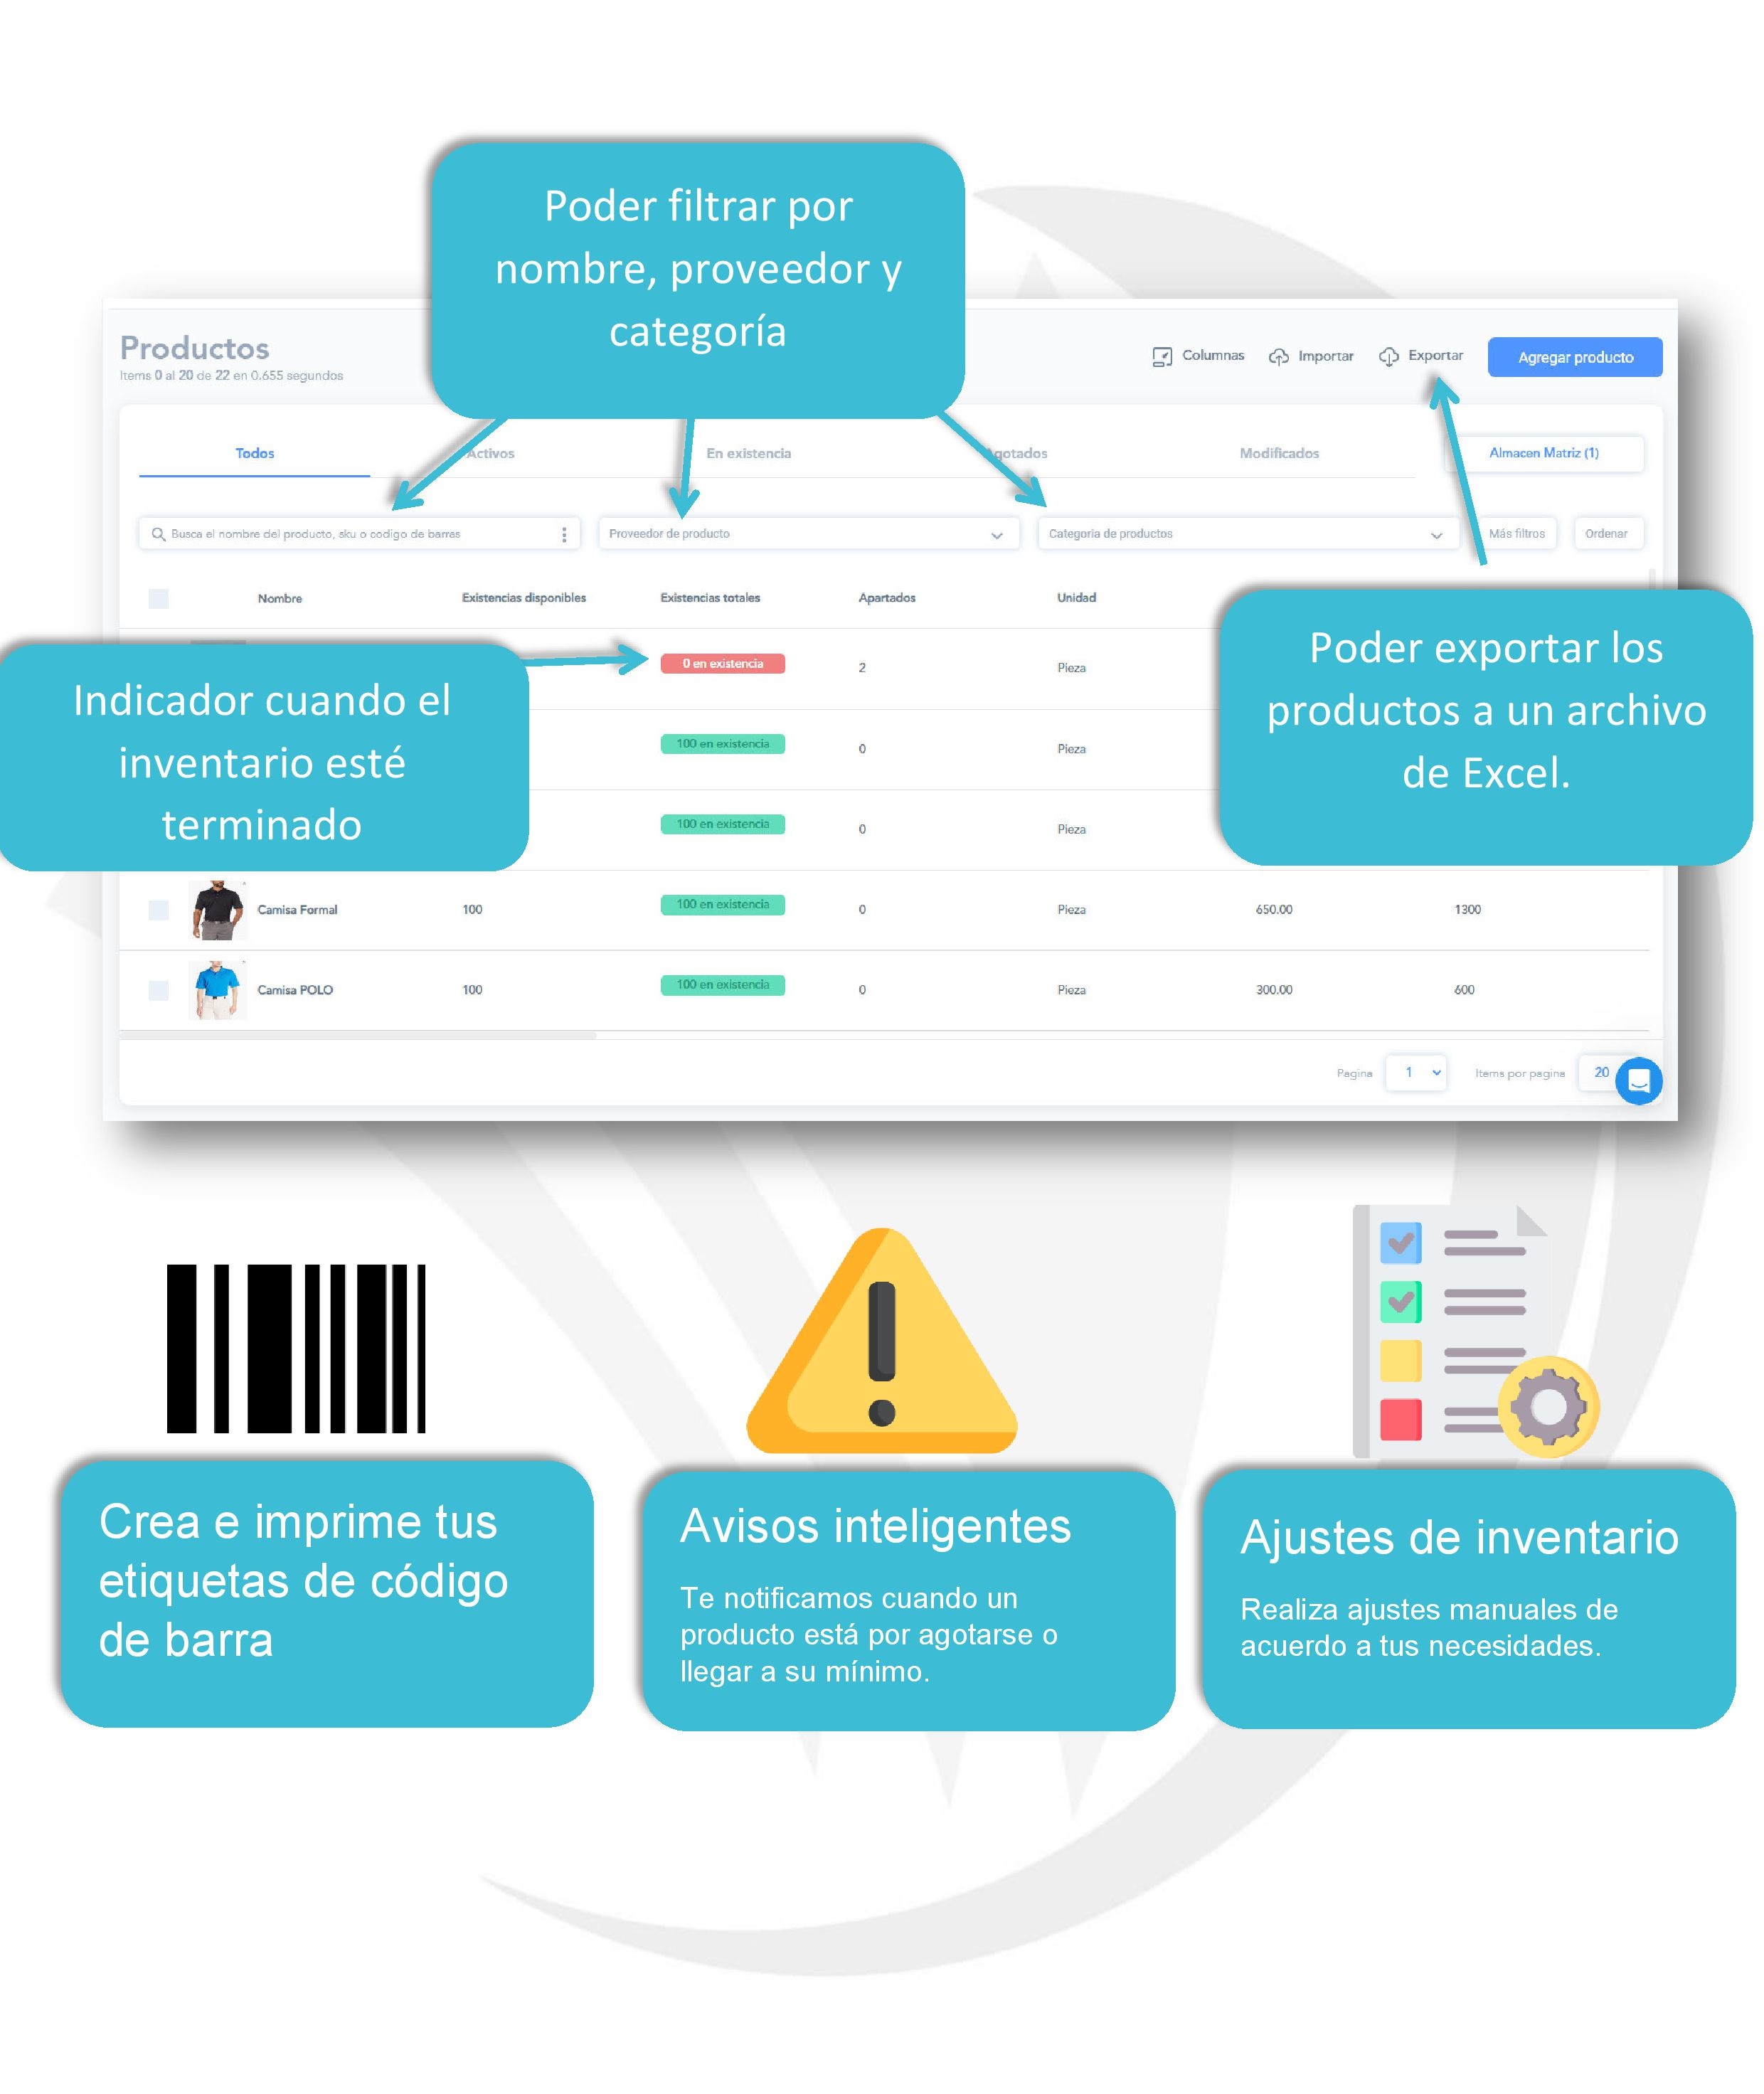 Poder filtrar por
nombre, proveedor y
categoría
Productos
Items 0 al 20 de 22 en 0.655 segundos
Columnas
Importar
Exportar
Agregar producto
Todos
Activos
En existencia
Agotados
Modificados
Almacen Matriz (1)
Busca el nombre del producto, sku o codigo de barras
Proveedor de producto
Categoria de productos
Más filtros
Ordenar
Nombre
Existencias disponibles
Existencias totales
Apartados
Unidad
0 en existencia
2
Pieza
Indicador cuando el
inventario esté
terminado
Poder exportar los
productos a un archivo
de Excel.
100 en existencia
0
Pieza
100 en existencia
0
Pieza
Camisa Formal
100
100 en existencia
0
Pieza
650.00
1300
Camisa POLO
100
100 en existencia
0
Pieza
300.00
600
Pagina
1
Items por pagina
20
Crea e imprime tus
etiquetas de código
de barra
Avisos inteligentes
Te notificamos cuando un
producto está por agotarse o
llegar a su mínimo.
Ajustes de inventario
Realiza ajustes manuales de
acuerdo a tus necesidades.